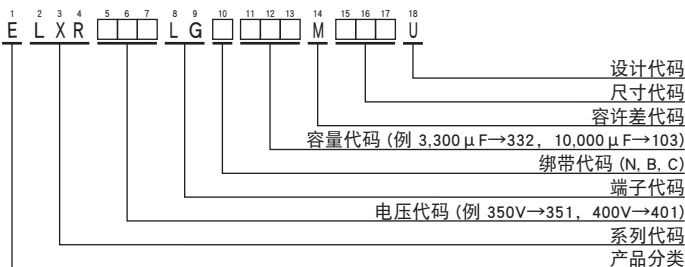 1 2 3 4 5 6 7 8 9 10 11 12 13 14 15 16 17 18
E LXR □□□ LG □ □□□ M □□□ U
设计代码
尺寸代码
容许差代码
容量代码 (例 3,300μF→332，10,000μF→103)
绑带代码 (N, B, C)
端子代码
电压代码 (例 350V→351，400V→401)
系列代码
产品分类